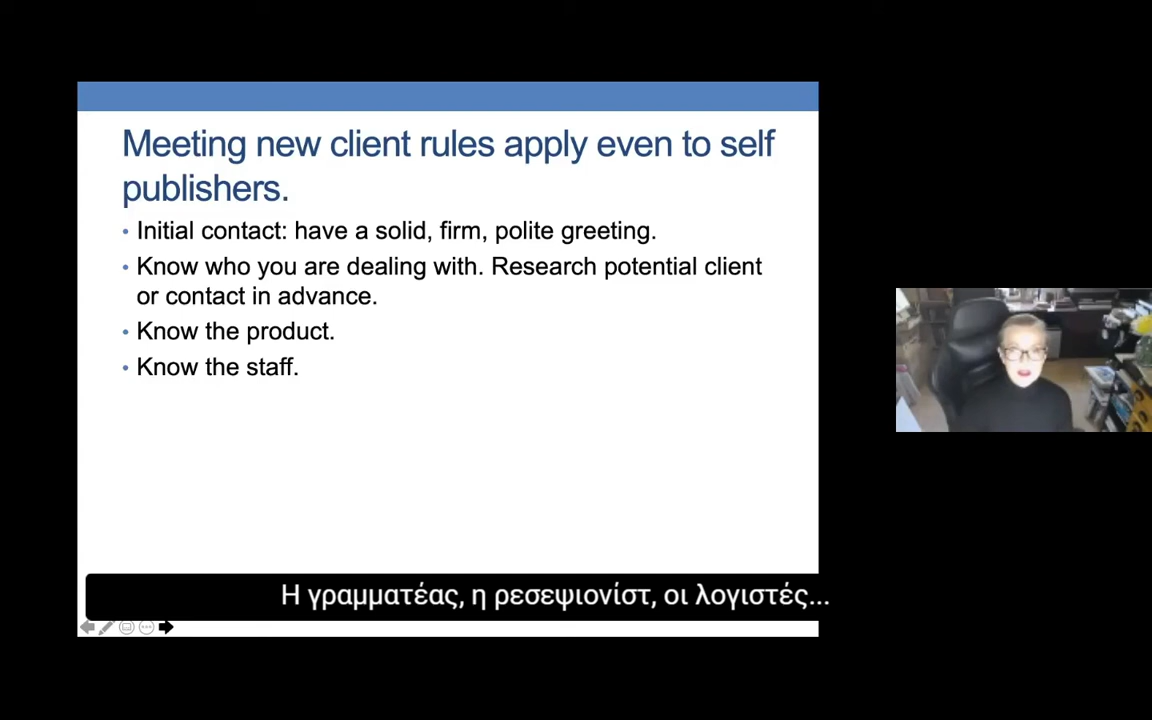 Meeting new client rules apply even to self
publishers.
• Initial contact: have a solid, firm, polite greeting.
• Know who you are dealing with. Research potential client
or contact in advance.
• Know the product.
• Know the staff.
Η γραμματέας, η ρεσεψιονίστ, οι λογιστές...